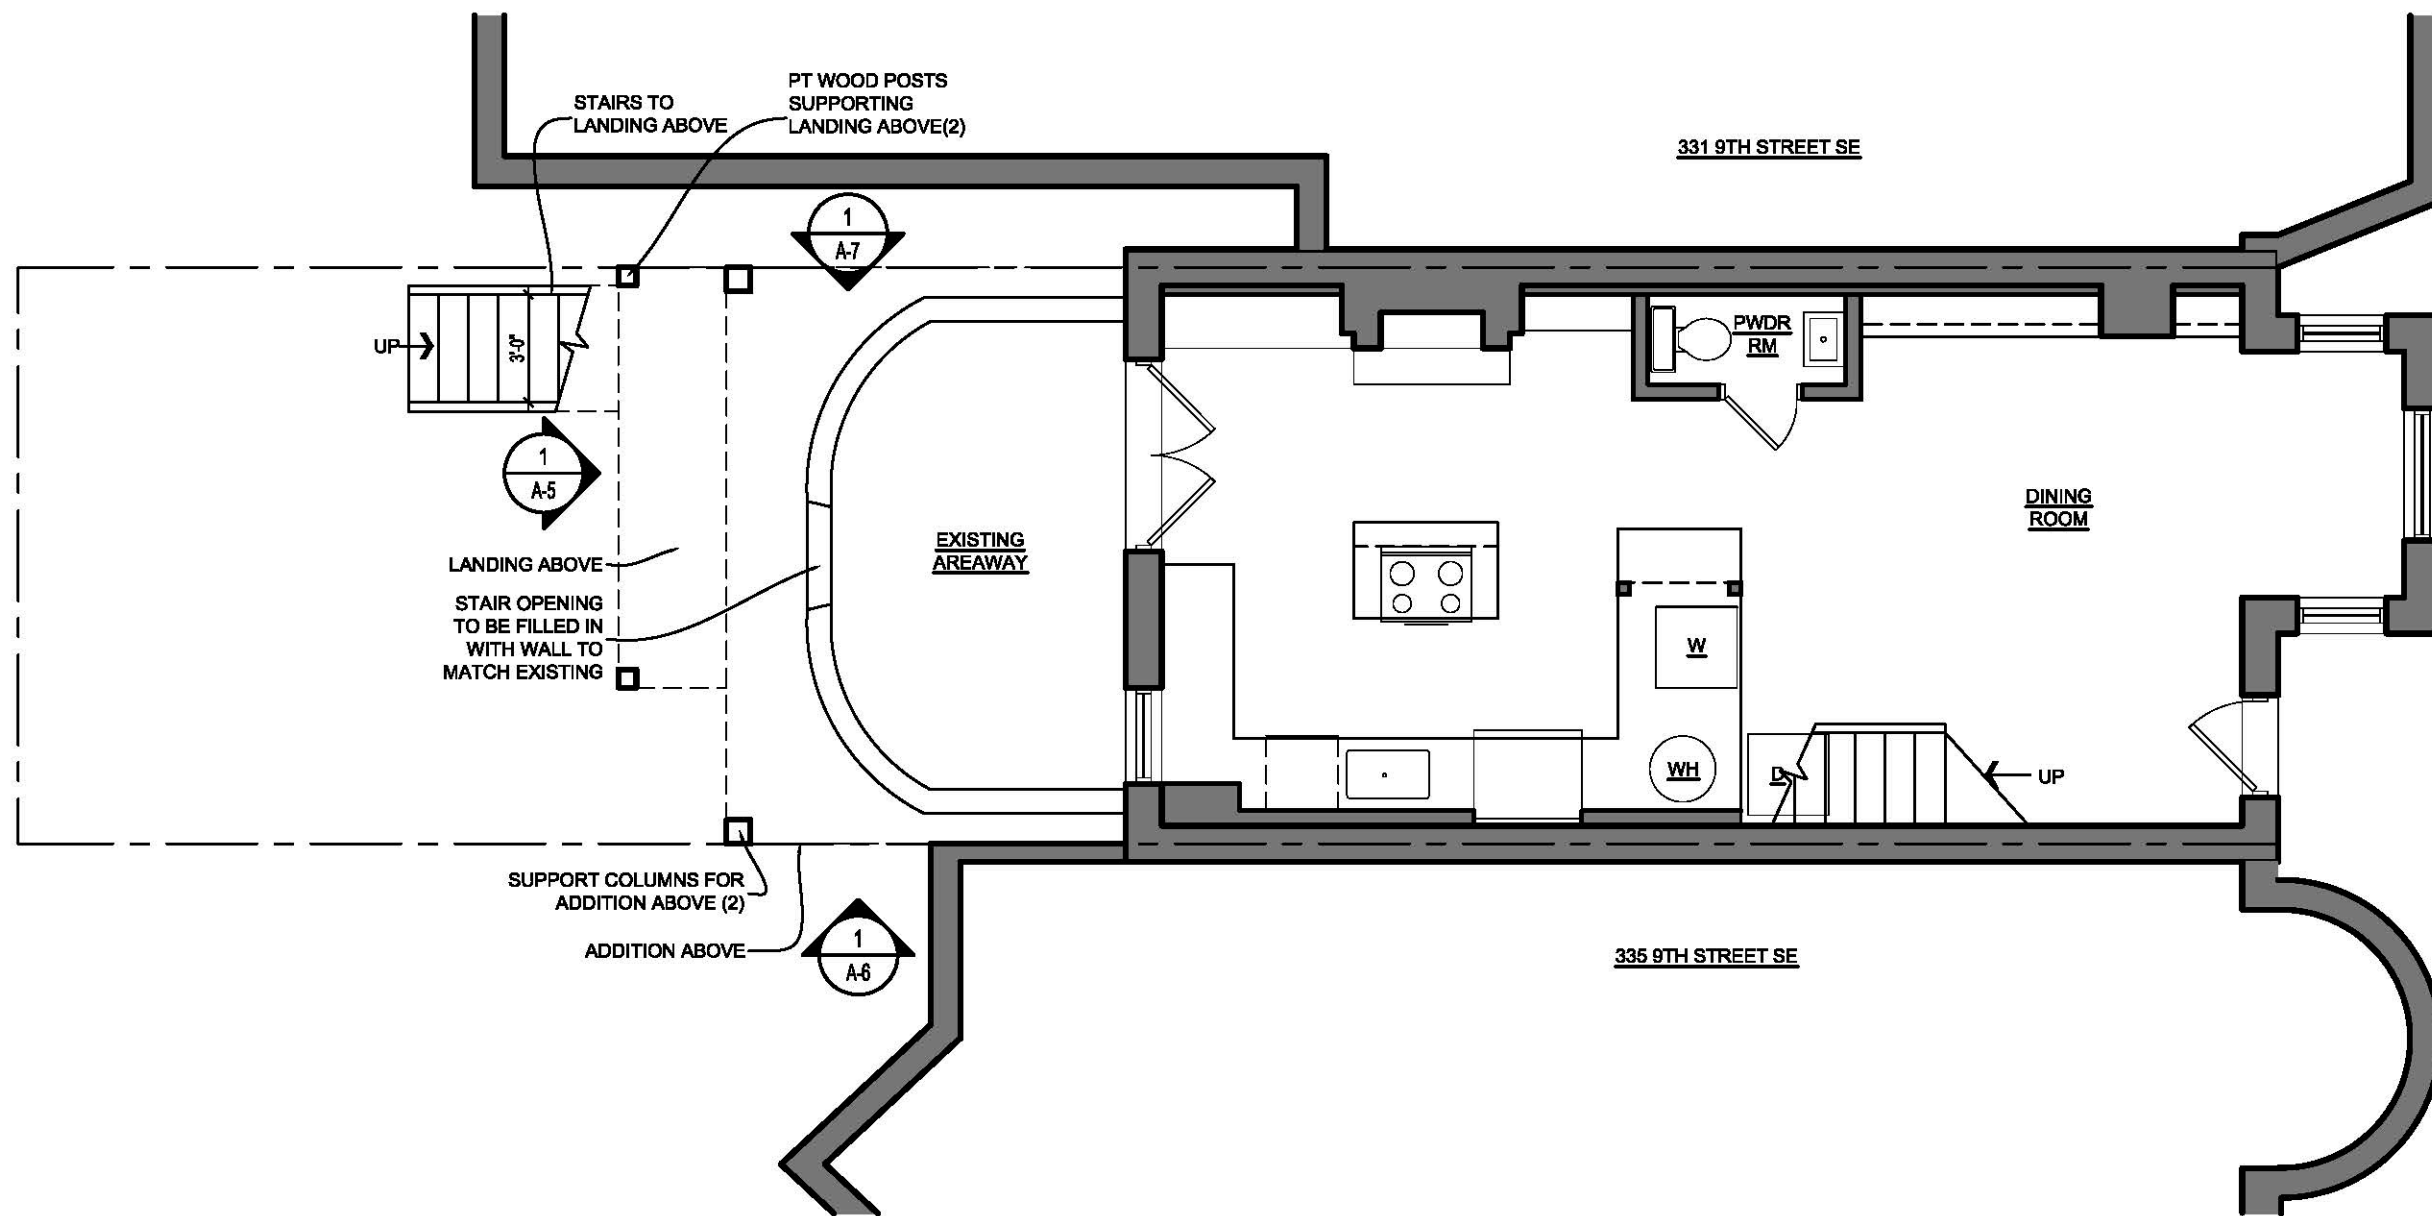 STAIRS TO
LANDING ABOVE
PT WOOD POSTS
SUPPORTING
LANDING ABOVE(2)
331 9TH STREET SE
1
A-7
UP
3'-0"
PWDR
RM
1
A-5
DINING
ROOM
EXISTING
AREAWAY
LANDING ABOVE
STAIR OPENING
TO BE FILLED IN
WITH WALL TO
MATCH EXISTING
W
WH
D
UP
SUPPORT COLUMNS FOR
ADDITION ABOVE (2)
ADDITION ABOVE
1
A-6
335 9TH STREET SE